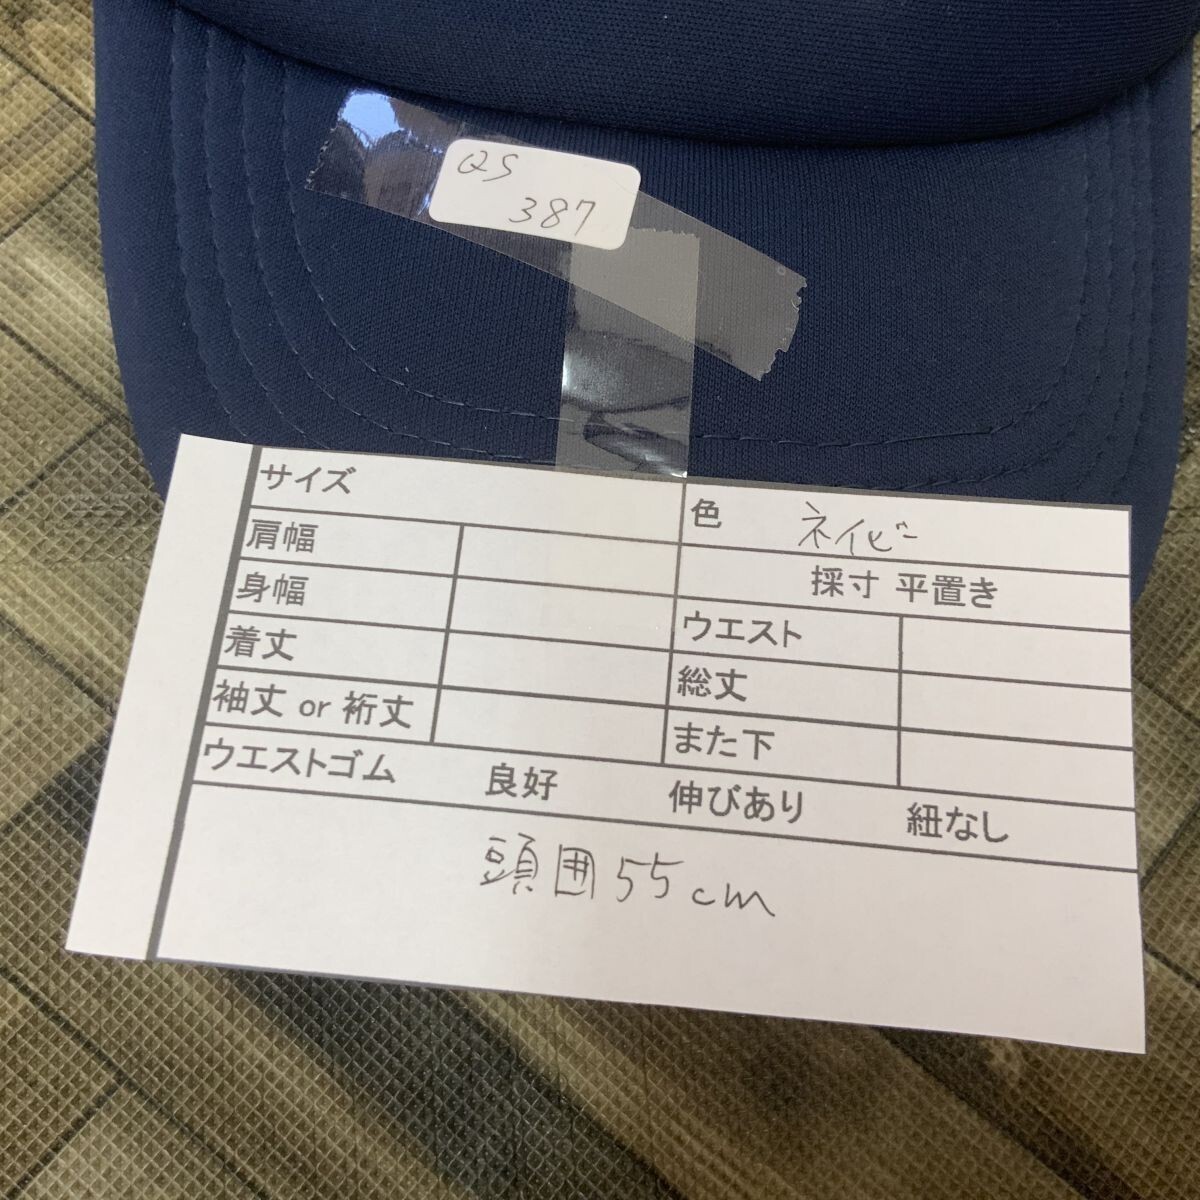 QS
387
サイズ
色 ネイビー
肩幅
採寸 平置き
身幅
ウエスト
着丈
総丈
袖丈 or 裄丈
また下
ウエストゴム 良好 伸びあり 紐なし
頭囲55cm